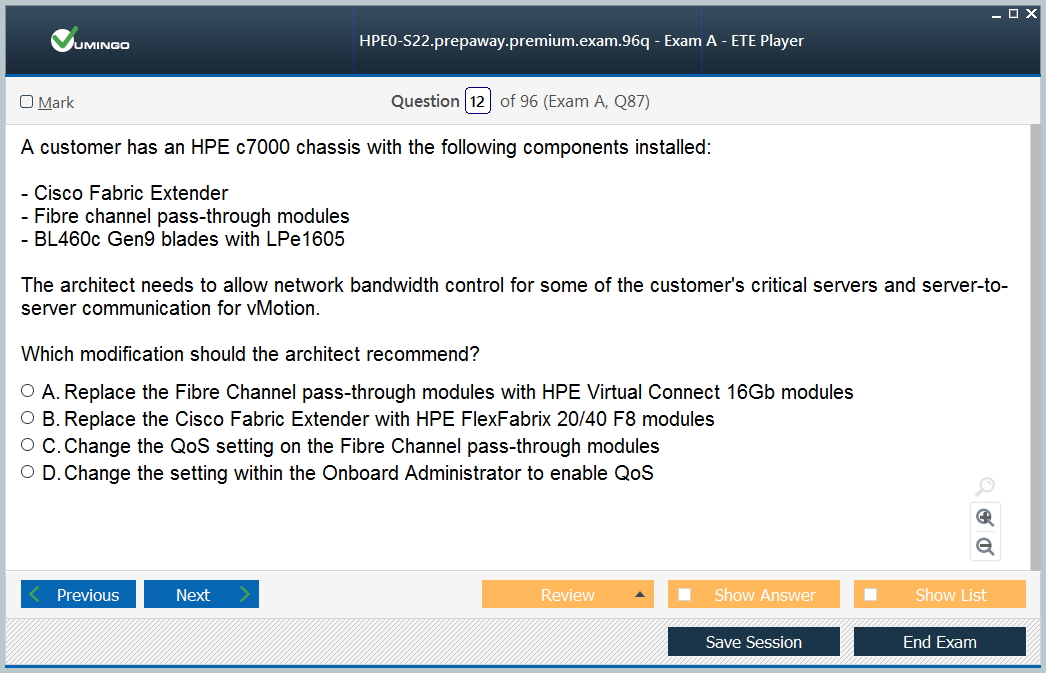 VUMINGO
HPE0-S22.prepaway.premium.exam.96q - Exam A - ETE Player
Mark
Question 12 of 96 (Exam A, Q87)
A customer has an HPE c7000 chassis with the following components installed:
- Cisco Fabric Extender
- Fibre channel pass-through modules
- BL460c Gen9 blades with LPe1605
The architect needs to allow network bandwidth control for some of the customer's critical servers and server-to-
server communication for vMotion.
Which modification should the architect recommend?
A. Replace the Fibre Channel pass-through modules with HPE Virtual Connect 16Gb modules
B. Replace the Cisco Fabric Extender with HPE FlexFabrix 20/40 F8 modules
C. Change the QoS setting on the Fibre Channel pass-through modules
D. Change the setting within the Onboard Administrator to enable QoS
Previous
Next
Review
Show Answer
Show List
Save Session
End Exam